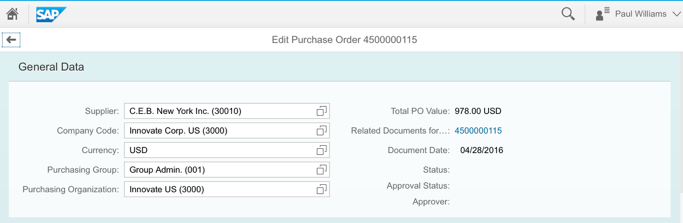 SAP
Paul Williams
Edit Purchase Order 4500000115
General Data
Supplier: C.E.B. New York Inc. (30010)
Company Code: Innovate Corp. US (3000)
Currency: USD
Purchasing Group: Group Admin. (001)
Purchasing Organization: Innovate US (3000)
Total PO Value: 978.00 USD
Related Documents for...: 4500000115
Document Date: 04/28/2016
Status:
Approval Status:
Approver: